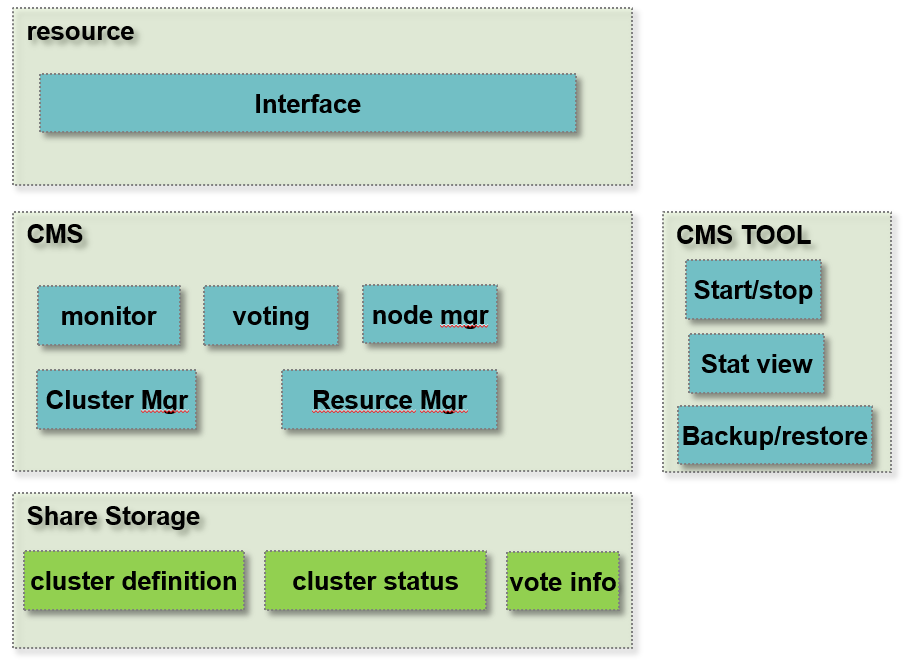 resource
Interface
CMS
monitor
voting
node mgr
Cluster Mgr
Resurce Mgr
CMS TOOL
Start/stop
Stat view
Backup/restore
Share Storage
cluster definition
cluster status
vote info